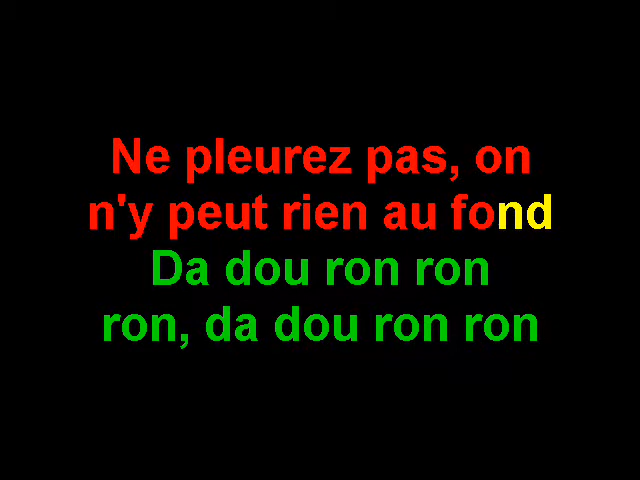 Ne pleurez pas, on
n'y peut rien au fond
Da dou ron ron
ron, da dou ron ron